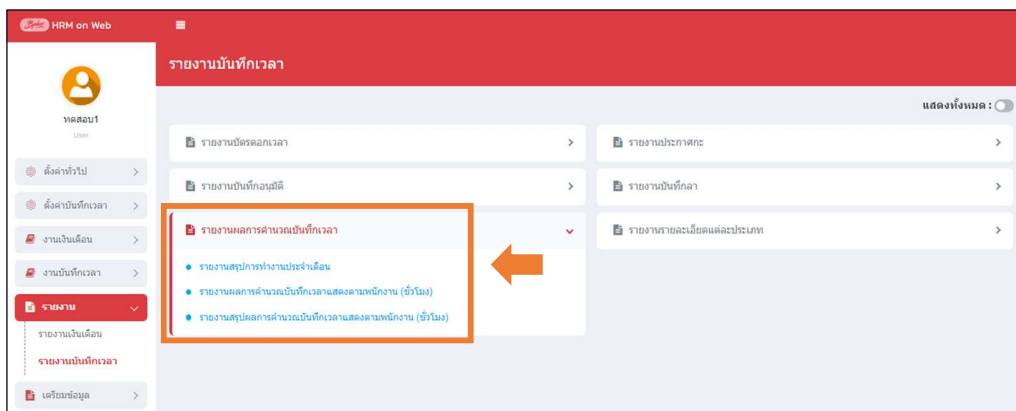 HRM on Web
รายงานบันทึกเวลา
ทดสอบ1
User
แสดงทั้งหมด :
รายงานบัตรตอกเวลา
รายงานประกาศกะ
รายงานบันทึกอนุมัติ
รายงานบันทึกลา
รายงานผลการคำนวณบันทึกเวลา
รายงานรายละเอียดแต่ละประเภท
รายงานสรุปการทำงานประจำเดือน
รายงานผลการคำนวณบันทึกเวลาแสดงตามพนักงาน (ชั่วโมง)
รายงานสรุปผลการคำนวณบันทึกเวลาแสดงตามพนักงาน (ชั่วโมง)
ตั้งค่าทั่วไป
ตั้งค่าบันทึกเวลา
งานเงินเดือน
งานบันทึกเวลา
รายงาน
รายงานเงินเดือน
รายงานบันทึกเวลา
เตรียมข้อมูล